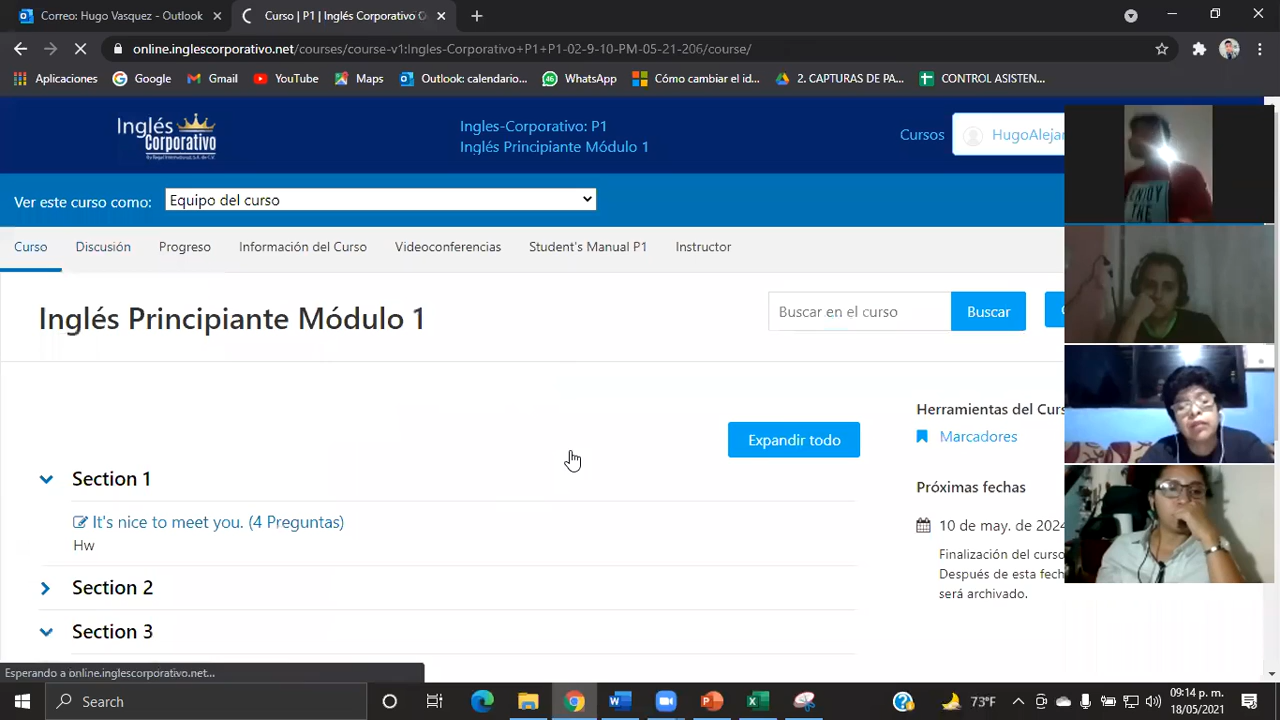 Correo: Hugo Vasquez - Outlook
Curso | P1 | Inglés Corporativo O
online.inglescorporativo.net/courses/course-v1:Ingles-Corporativo+P1+P1-02-9-10-PM-05-21-206/course/
Aplicaciones
Google
Gmail
YouTube
Maps
Outlook: calendario...
WhatsApp
Cómo cambiar el id...
2. CAPTURAS DE PA...
CONTROL ASISTEN...
Inglés
Corporativo
Ingles-Corporativo: P1
Inglés Principiante Módulo 1
Cursos
HugoAlejar
Ver este curso como:
Equipo del curso
Curso
Discusión
Progreso
Información del Curso
Videoconferencias
Student's Manual P1
Instructor
Inglés Principiante Módulo 1
Buscar en el curso
Buscar
Expandir todo
Herramientas del Cur
Marcadores
Section 1
It's nice to meet you. (4 Preguntas)
Hw
Próximas fechas
10 de may. de 2024
Finalización del curso
Después de esta fech
será archivado.
Section 2
Section 3
ENJOY
THE
Esperando a online.inglescorporativo.net...
Search
73°F
09:14 p. m.
18/05/2021